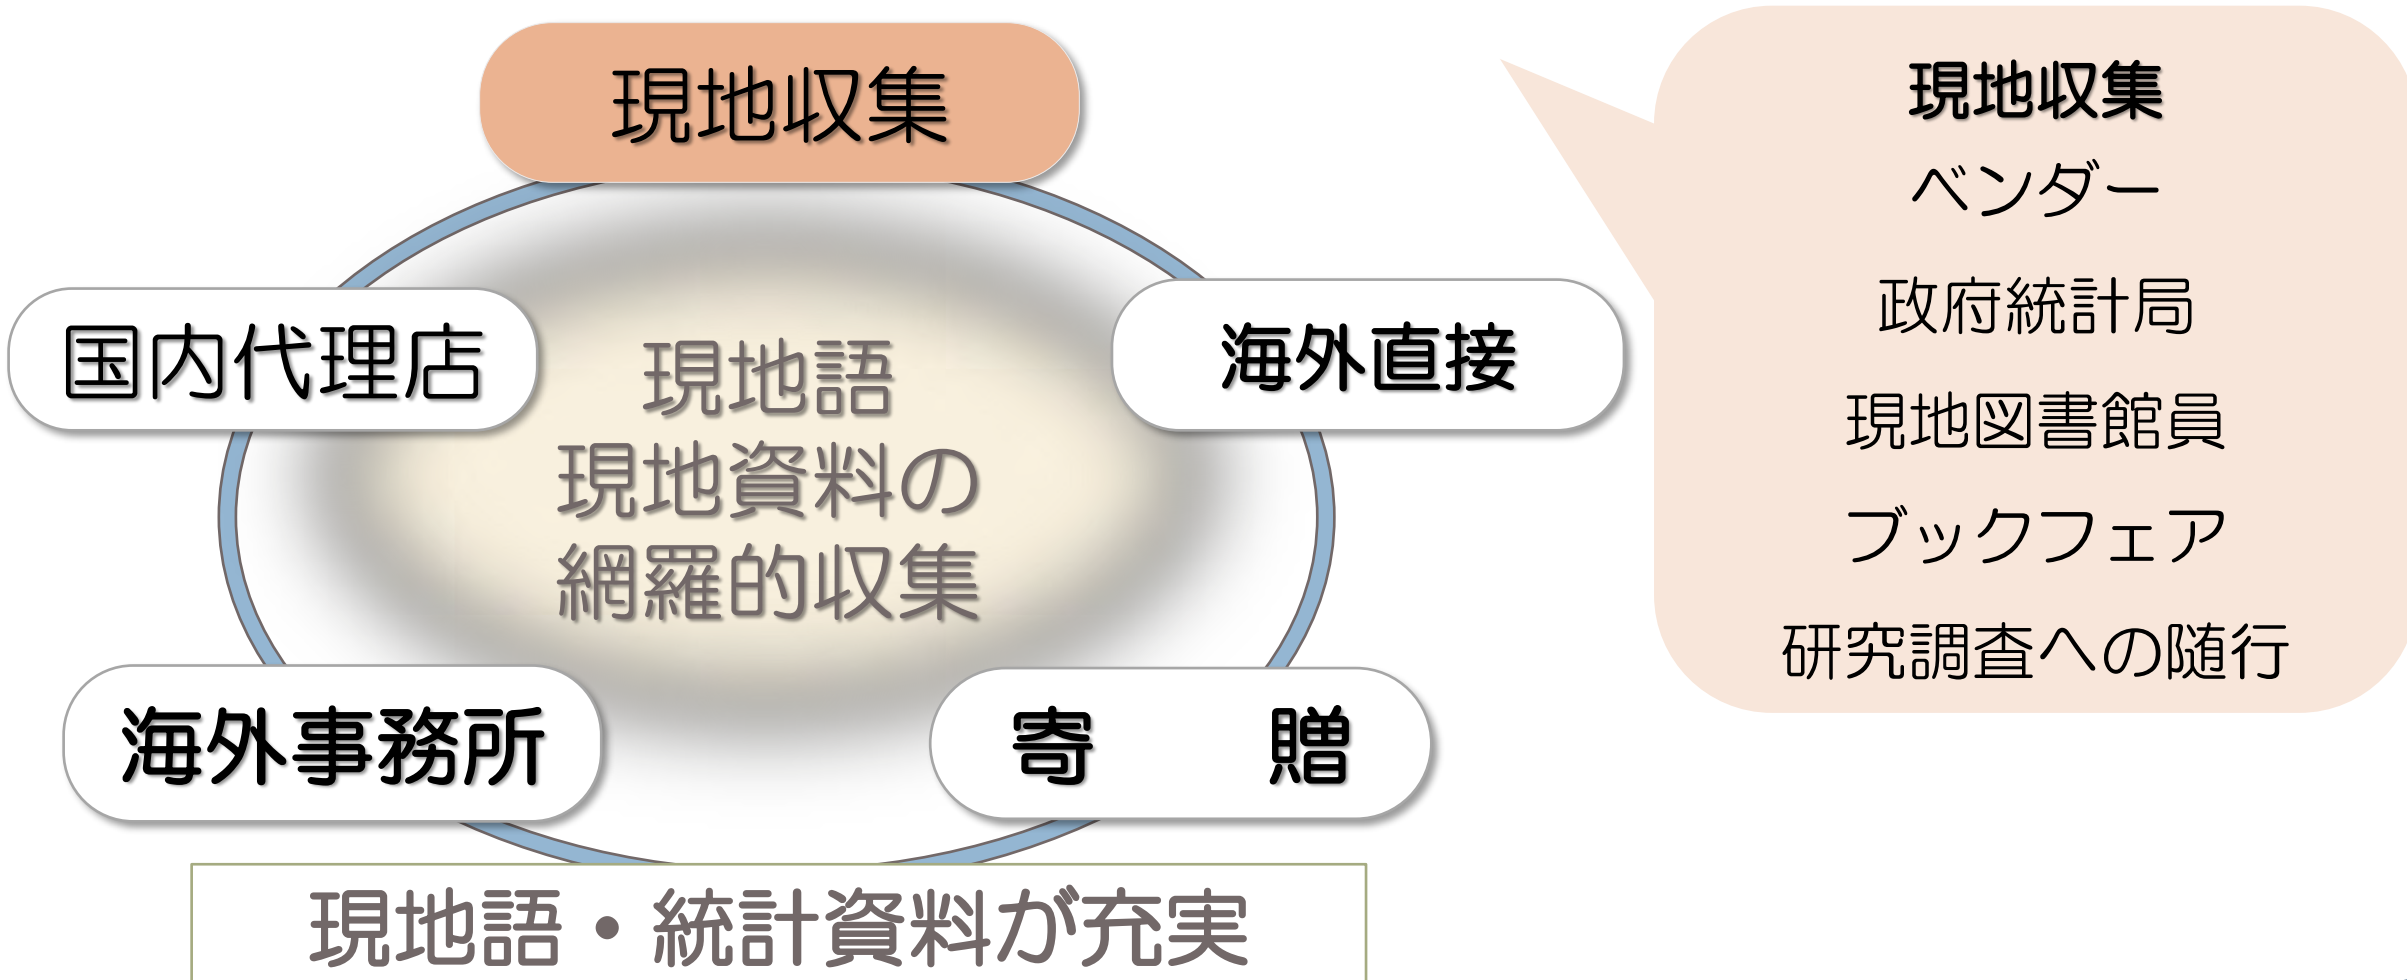 現地収集
国内代理店
海外直接
現地語
現地資料の
網羅的収集
海外事務所
寄　　贈
現地語・統計資料が充実
現地収集
ベンダー
政府統計局
現地図書館員
ブックフェア
研究調査への随行